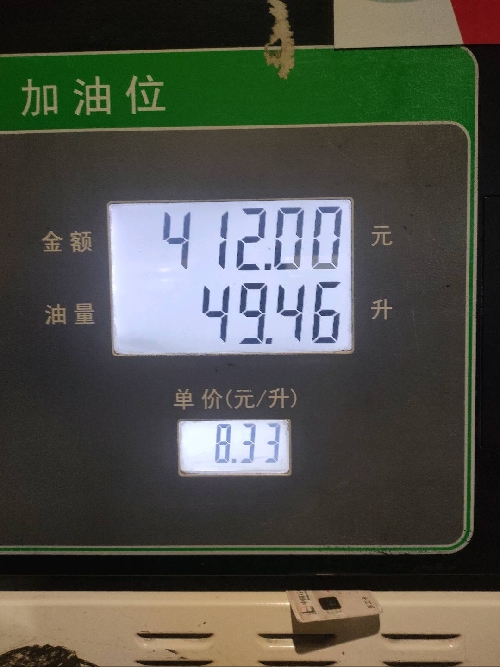 加油位
金额 412.00 元
油量 49.46 升
单价(元/升)
8.33